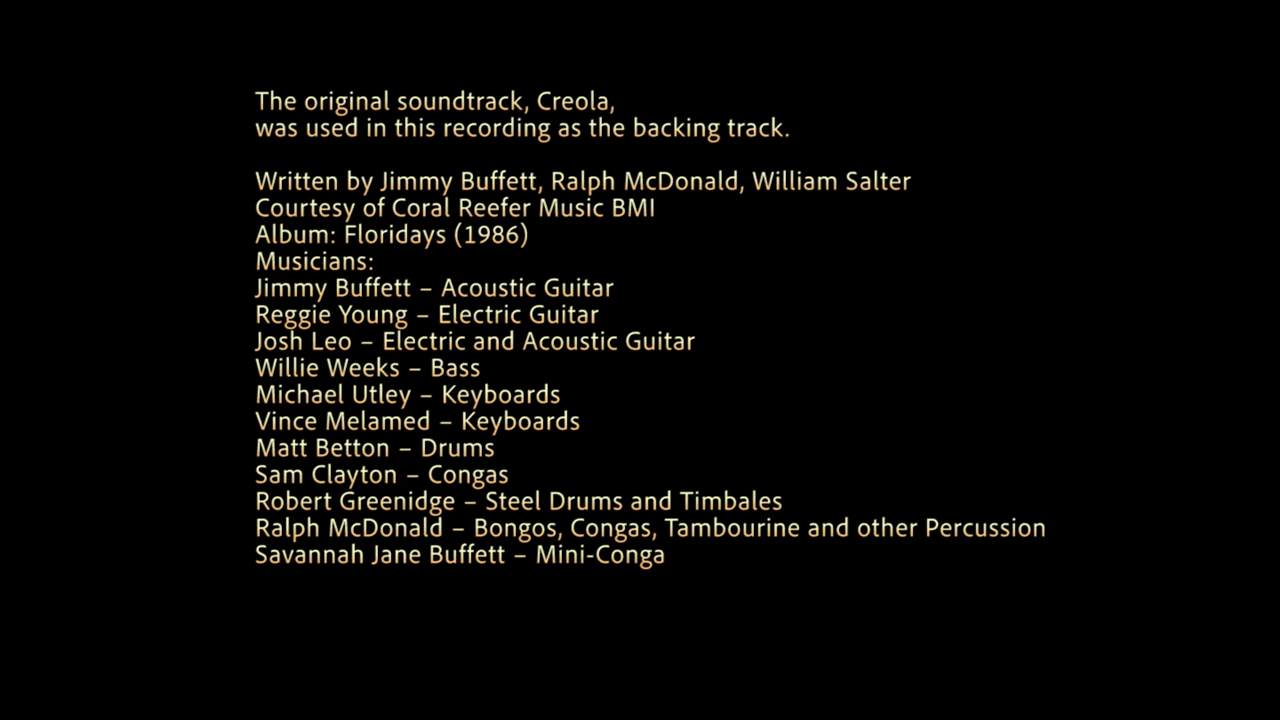 The original soundtrack, Creola,
was used in this recording as the backing track.
Written by Jimmy Buffett, Ralph McDonald, William Salter
Courtesy of Coral Reefer Music BMI
Album: Floridays (1986)
Musicians:
Jimmy Buffett – Acoustic Guitar
Reggie Young – Electric Guitar
Josh Leo – Electric and Acoustic Guitar
Willie Weeks – Bass
Michael Utley – Keyboards
Vince Melamed – Keyboards
Matt Betton – Drums
Sam Clayton – Congas
Robert Greenidge – Steel Drums and Timbales
Ralph McDonald – Bongos, Congas, Tambourine and other Percussion
Savannah Jane Buffett – Mini-Conga